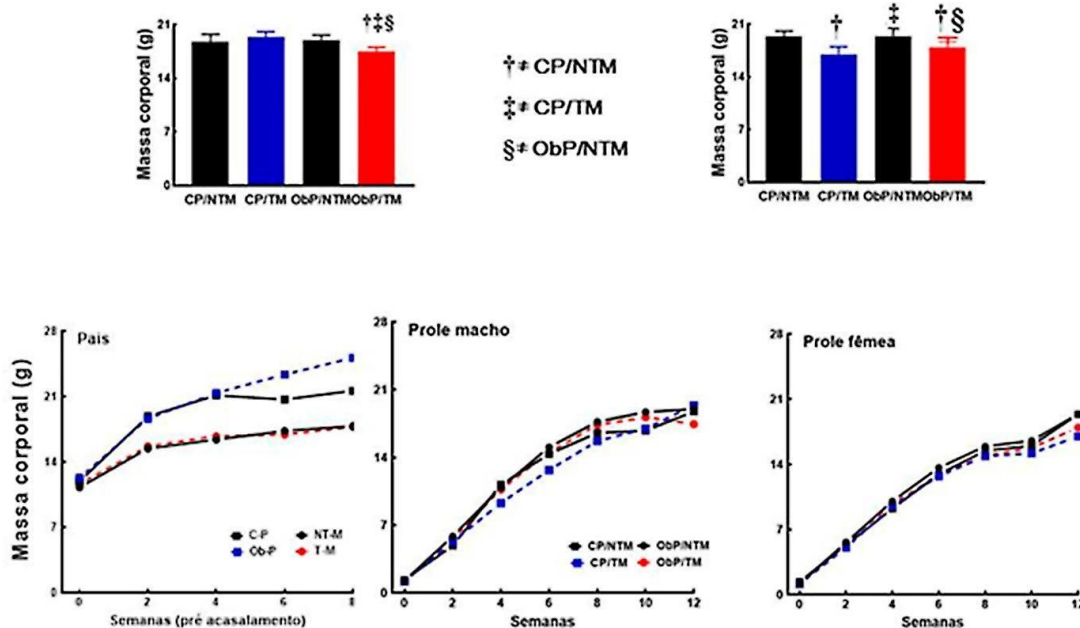 Massa corporal (g)
21
14
7
0
†‡§
CP/NTM CP/TM ObP/NTM ObP/TM
†≠ CP/NTM
‡≠ CP/TM
§≠ ObP/NTM
Massa corporal (g)
21
14
7
0
† ‡ †§
CP/NTM CP/TM ObP/NTM ObP/TM
Massa corporal (g)
28
21
14
7
0
Pais
C-P NT-M
Ob-P T-M
0 2 4 6 8
Semanas (pré acasalamento)
28
21
14
7
0
Prole macho
CP/NTM ObP/NTM
CP/TM ObP/TM
0 2 4 6 8 10 12
Semanas
28
21
14
7
0
Prole fêmea
0 2 4 6 8 10 12
Semanas